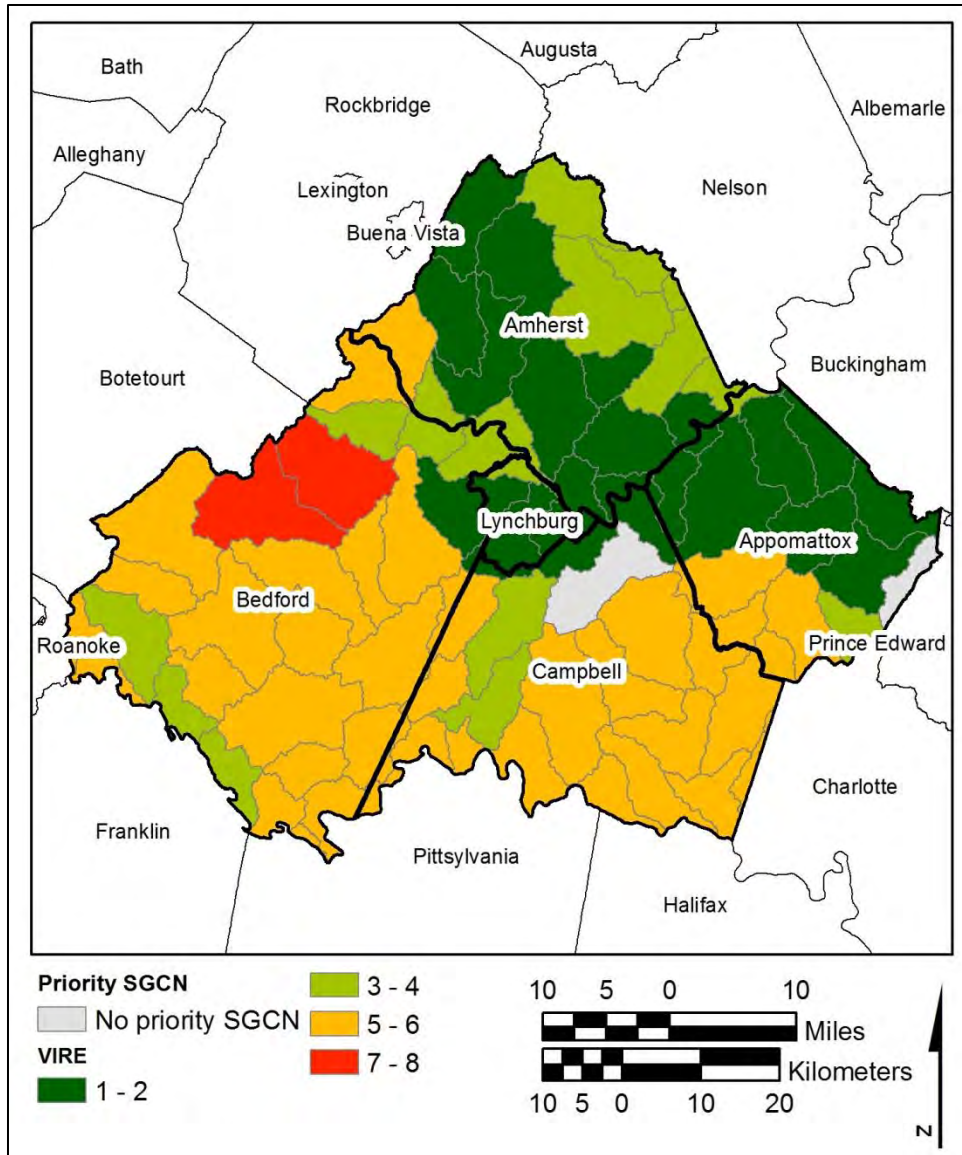 Augusta
Bath
Rockbridge
Albemarle
Alleghany
Lexington
Nelson
Buena Vista
Amherst
Buckingham
Botetourt
Lynchburg
Appomattox
Bedford
Roanoke
Prince Edward
Campbell
Charlotte
Franklin
Pittsylvania
Halifax
Priority SGCN
No priority SGCN
VIRE
1 - 2
3 - 4
5 - 6
7 - 8
10 5 0 10
Miles
Kilometers
10 5 0 10 20
N